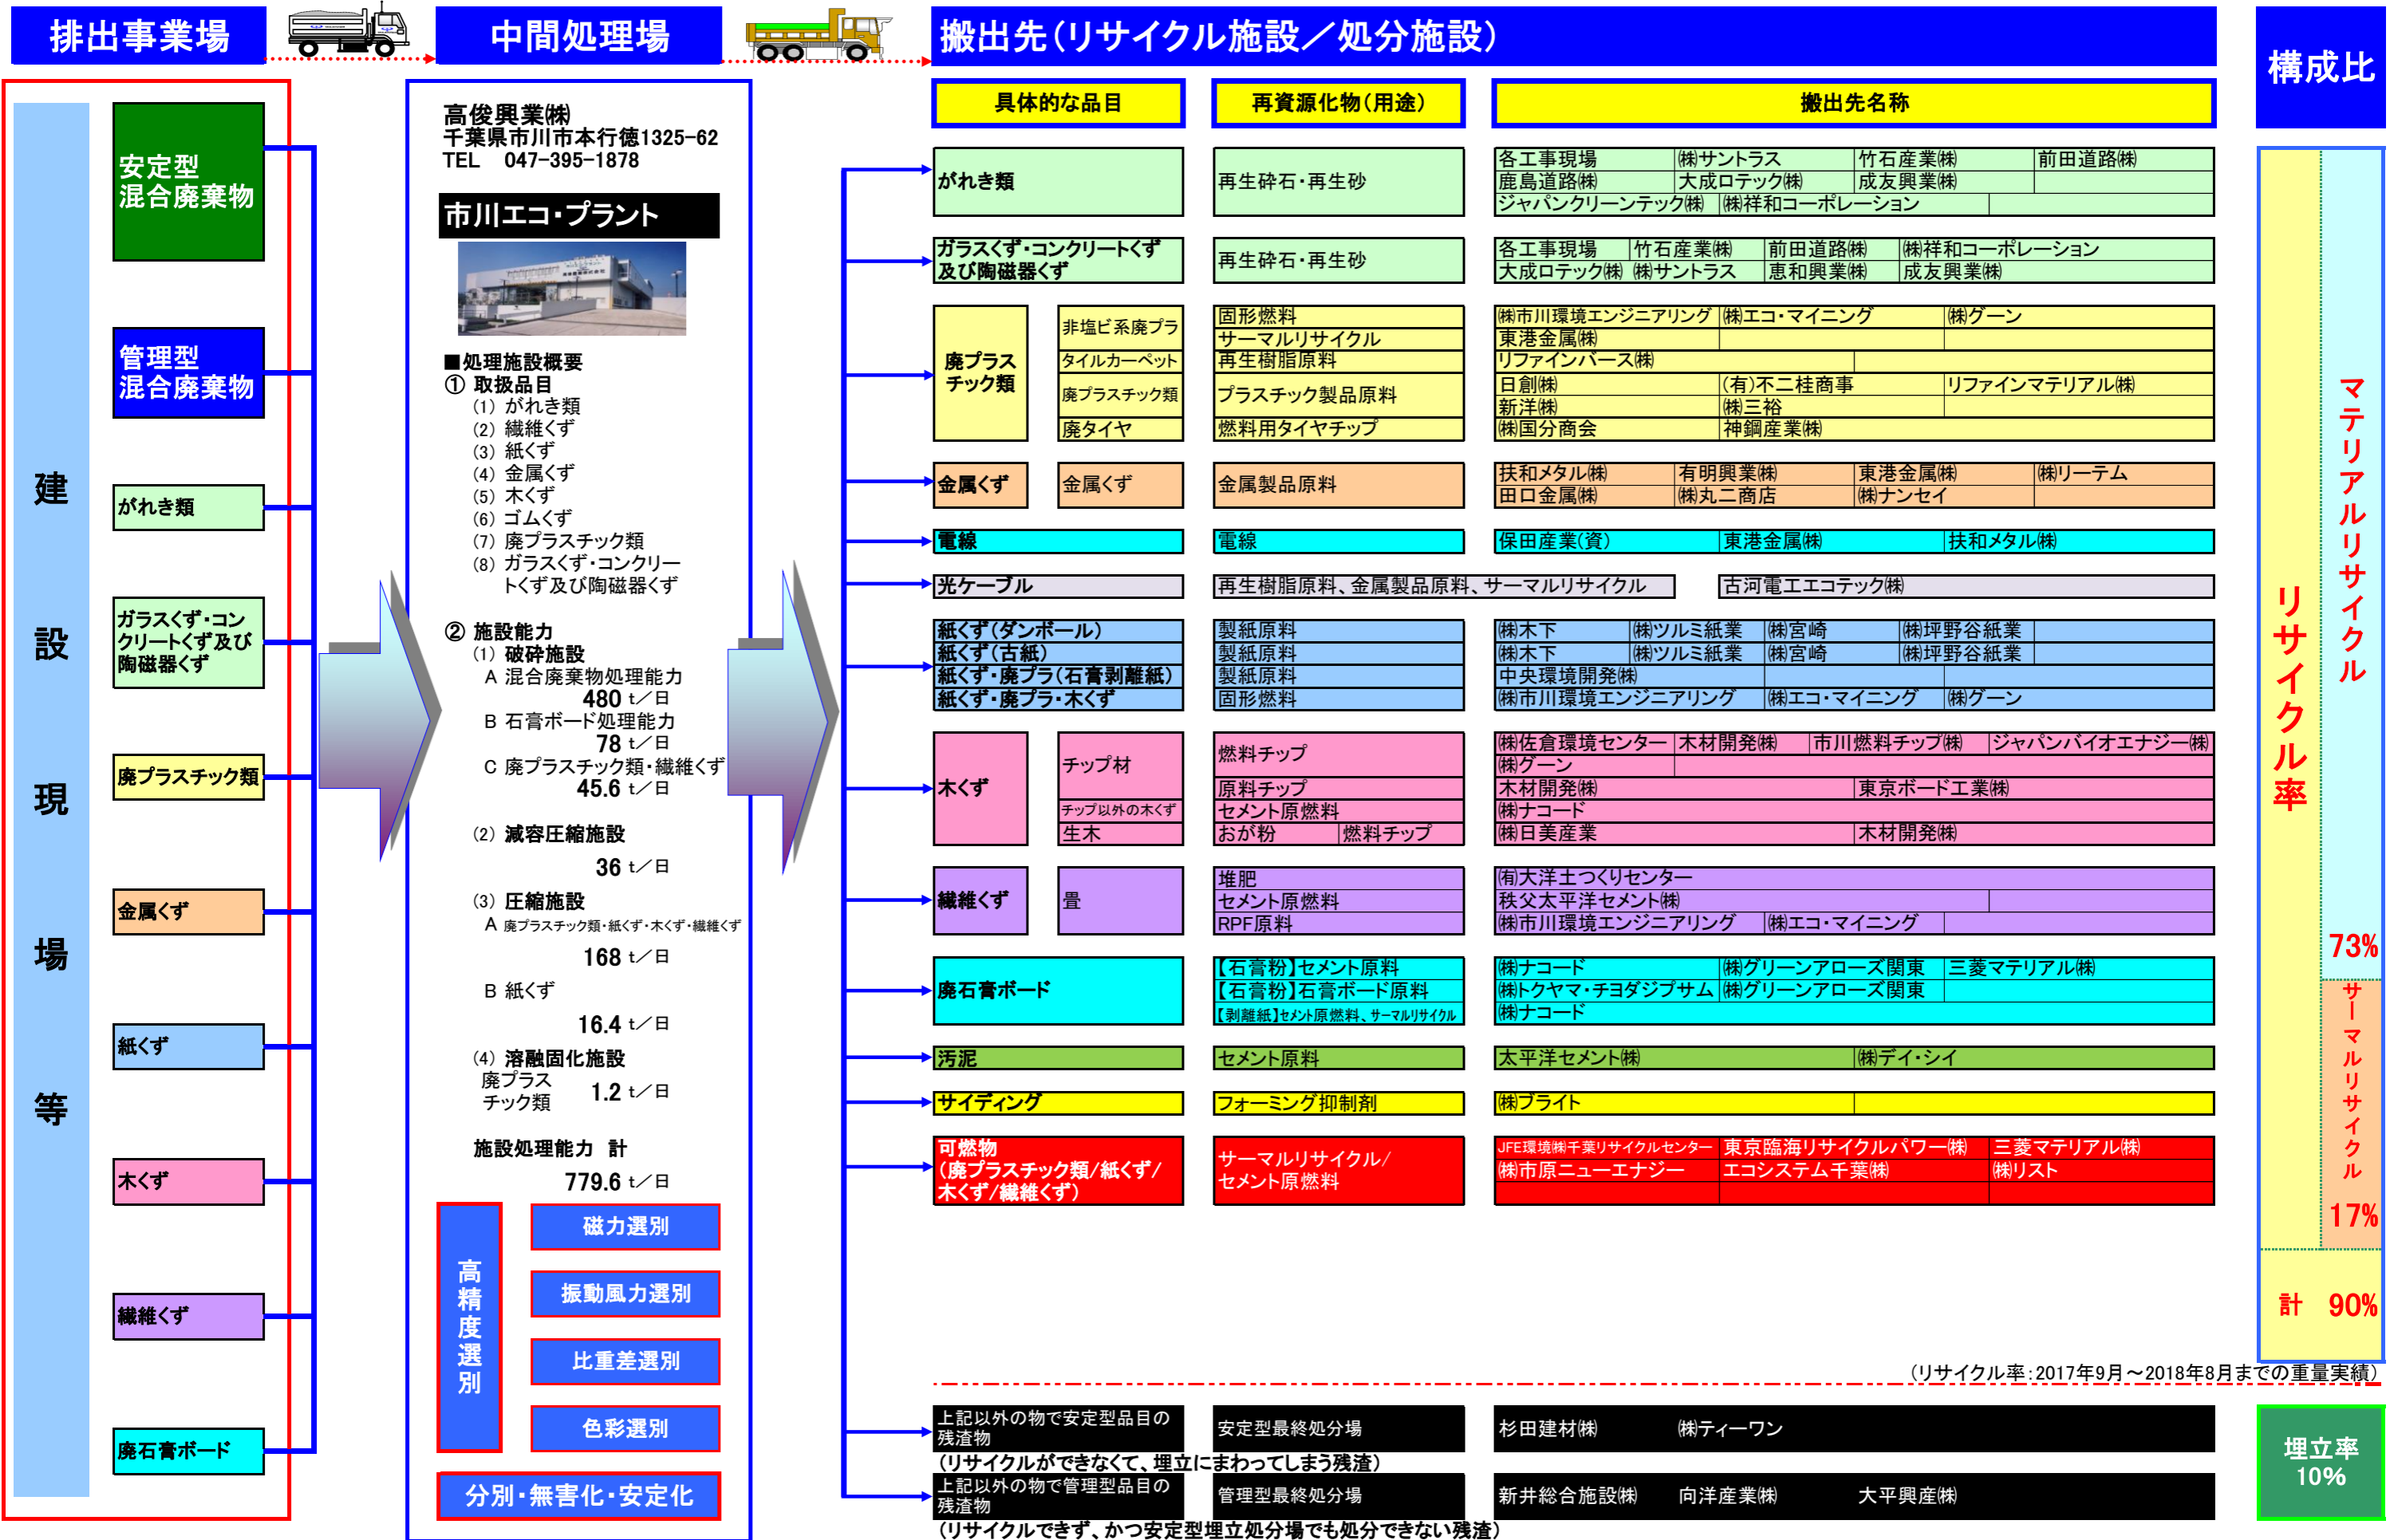 排出事業場
中間処理場
搬出先(リサイクル施設／処分施設)
構成比
建設現場等
安定型
混合廃棄物
管理型
混合廃棄物
がれき類
ガラスくず・コン
クリートくず及び
陶磁器くず
廃プラスチック類
金属くず
紙くず
木くず
繊維くず
廃石膏ボード
高俊興業㈱
千葉県市川市本行徳1325-62
TEL 047-395-1878
市川エコ・プラント
■処理施設概要
① 取扱品目
(1) がれき類
(2) 繊維くず
(3) 紙くず
(4) 金属くず
(5) 木くず
(6) ゴムくず
(7) 廃プラスチック類
(8) ガラスくず・コンクリー
トくず及び陶磁器くず
② 施設能力
(1) 破砕施設
A 混合廃棄物処理能力
480 t／日
B 石膏ボード処理能力
78 t／日
C 廃プラスチック類・繊維くず
45.6 t／日
(2) 減容圧縮施設
36 t／日
(3) 圧縮施設
A 廃プラスチック類・紙くず・木くず・繊維くず
168 t／日
B 紙くず
16.4 t／日
(4) 溶融固化施設
廃プラス
チック類 1.2 t／日
施設処理能力 計
779.6 t／日
高精度選別
磁力選別
振動風力選別
比重差選別
色彩選別
分別・無害化・安定化
具体的な品目 再資源化物(用途) 搬出先名称
がれき類 再生砕石・再生砂
各工事現場 ㈱サントラス 竹石産業㈱ 前田道路㈱
鹿島道路㈱ 大成ロテック㈱ 成友興業㈱
ジャパンクリーンテック㈱ ㈱祥和コーポレーション
ガラスくず・コンクリートくず
及び陶磁器くず
再生砕石・再生砂
各工事現場 竹石産業㈱ 前田道路㈱ ㈱祥和コーポレーション
大成ロテック㈱ ㈱サントラス 恵和興業㈱ 成友興業㈱
廃プラス
チック類
非塩ビ系廃プラ
固形燃料 ㈱市川環境エンジニアリング ㈱エコ・マイニング ㈱グーン
サーマルリサイクル 東港金属㈱
タイルカーペット 再生樹脂原料 リファインバース㈱
廃プラスチック類 プラスチック製品原料
日創㈱ (有)不二桂商事 リファインマテリアル㈱
新洋㈱ ㈱三裕
廃タイヤ 燃料用タイヤチップ ㈱国分商会 神鋼産業㈱
金属くず 金属くず 金属製品原料
扶和メタル㈱ 有明興業㈱ 東港金属㈱ ㈱リーテム
田口金属㈱ ㈱丸二商店 ㈱ナンセイ
電線 電線 保田産業(資) 東港金属㈱ 扶和メタル㈱
光ケーブル 再生樹脂原料、金属製品原料、サーマルリサイクル 古河電工エコテック㈱
紙くず(ダンボール) 製紙原料 ㈱木下 ㈱ツルミ紙業 ㈱宮崎 ㈱坪野谷紙業
紙くず(古紙) 製紙原料 ㈱木下 ㈱ツルミ紙業 ㈱宮崎 ㈱坪野谷紙業
紙くず・廃プラ(石膏剥離紙) 製紙原料 中央環境開発㈱
紙くず・廃プラ・木くず 固形燃料 ㈱市川環境エンジニアリング ㈱エコ・マイニング ㈱グーン
木くず
チップ材
燃料チップ
㈱佐倉環境センター 木材開発㈱ 市川燃料チップ㈱ ジャパンバイオエナジー㈱
㈱グーン
原料チップ 木材開発㈱ 東京ボード工業㈱
チップ以外の木くず セメント原燃料 ㈱ナコード
生木 おが粉 燃料チップ ㈱日美産業 木材開発㈱
繊維くず 畳
堆肥 ㈲大洋土つくりセンター
セメント原燃料 秩父太平洋セメント㈱
RPF原料 ㈱市川環境エンジニアリング ㈱エコ・マイニング
廃石膏ボード
【石膏粉】セメント原料 ㈱ナコード ㈱グリーンアローズ関東 三菱マテリアル㈱
【石膏粉】石膏ボード原料 ㈱トクヤマ・チヨダジプサム ㈱グリーンアローズ関東
【剥離紙】セメント原燃料、サーマルリサイクル ㈱ナコード
汚泥 セメント原料 太平洋セメント㈱ ㈱デイ・シイ
サイディング フォーミング抑制剤 ㈱ブライト
可燃物
(廃プラスチック類/紙くず/
木くず/繊維くず)
サーマルリサイクル/
セメント原燃料
JFE環境㈱千葉リサイクルセンター 東京臨海リサイクルパワー㈱ 三菱マテリアル㈱
㈱市原ニューエナジー エコシステム千葉㈱ ㈱リスト
リサイクル率
マテリアルリサイクル
73%
サーマルリサイクル
17%
計 90%
(リサイクル率:2017年9月～2018年8月までの重量実績)
上記以外の物で安定型品目の
残渣物
安定型最終処分場 杉田建材㈱ ㈱ティーワン
(リサイクルができなくて、埋立にまわってしまう残渣)
上記以外の物で管理型品目の
残渣物
管理型最終処分場 新井総合施設㈱ 向洋産業㈱ 大平興産㈱
(リサイクルできず、かつ安定型埋立処分場でも処分できない残渣)
埋立率
10%